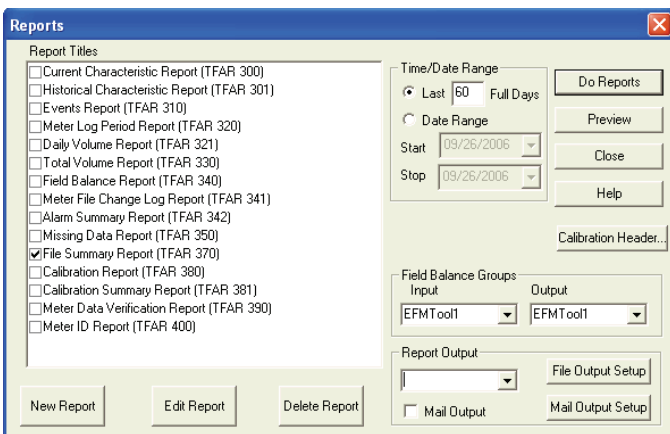 Reports
Report Titles
Current Characteristic Report (TFAR 300)
Historical Characteristic Report (TFAR 301)
Events Report (TFAR 310)
Meter Log Period Report (TFAR 320)
Daily Volume Report (TFAR 321)
Total Volume Report (TFAR 330)
Field Balance Report (TFAR 340)
Meter File Change Log Report (TFAR 341)
Alarm Summary Report (TFAR 342)
Missing Data Report (TFAR 350)
File Summary Report (TFAR 370)
Calibration Report (TFAR 380)
Calibration Summary Report (TFAR 381)
Meter Data Verification Report (TFAR 390)
Meter ID Report (TFAR 400)
New Report
Edit Report
Delete Report
Time/Date Range
Last 60 Full Days
Date Range
Start 09/26/2006
Stop 09/26/2006
Do Reports
Preview
Close
Help
Calibration Header...
Field Balance Groups
Input Output
EFMTool1 EFMTool1
Report Output
File Output Setup
Mail Output
Mail Output Setup